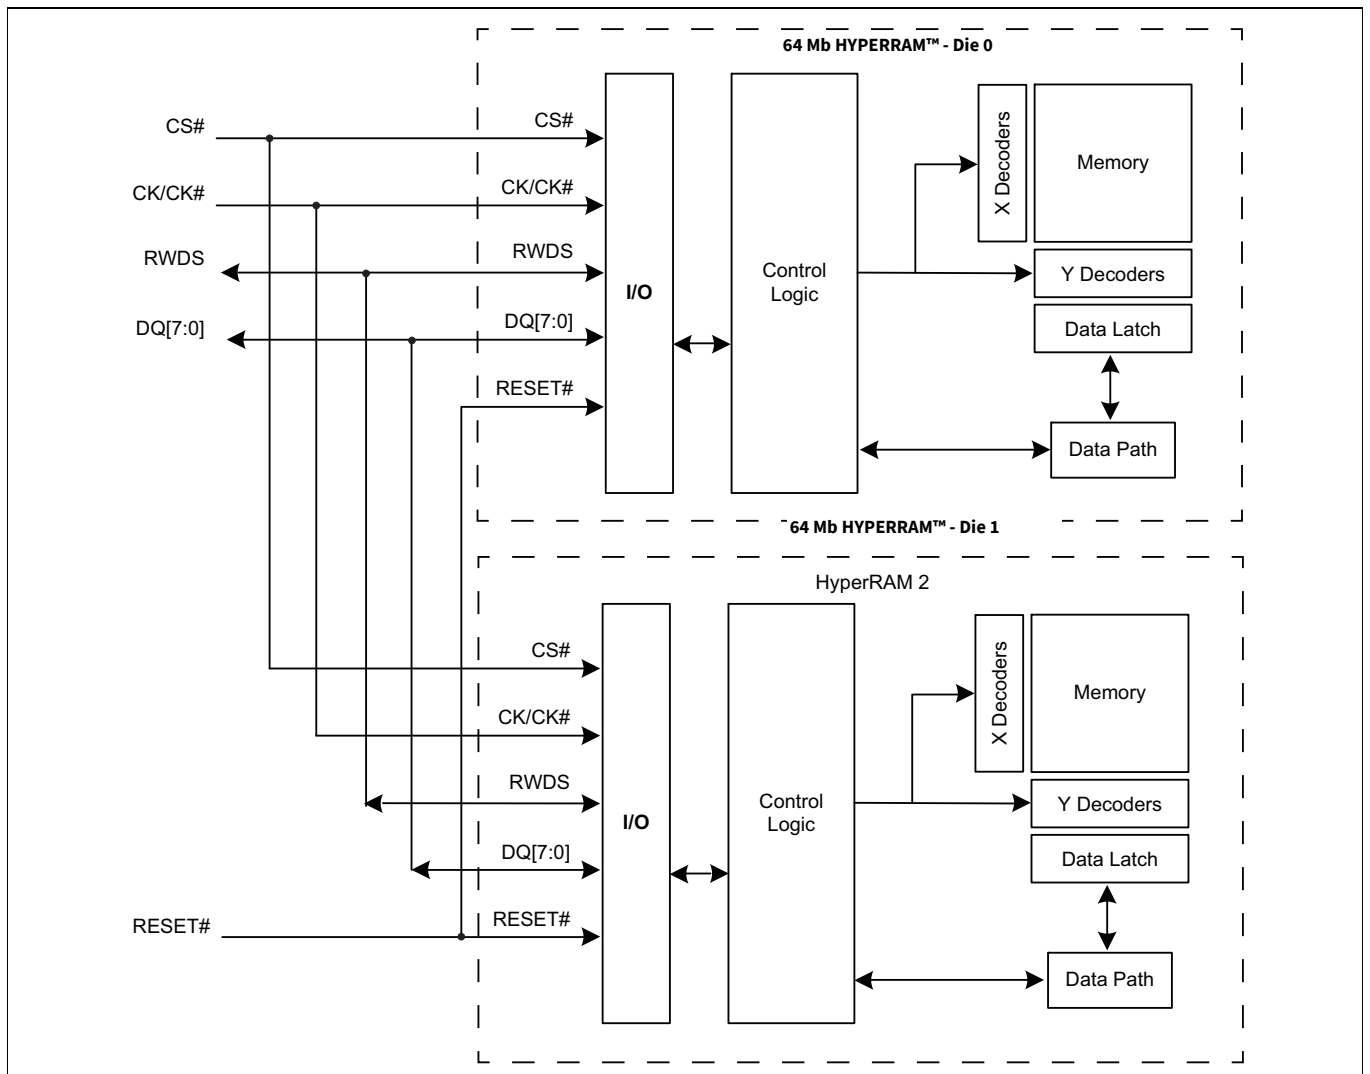 64 Mb HYPERRAM™ - Die 0
CS#
CS#
CK/CK#
CK/CK#
RWDS
RWDS
DQ[7:0]
DQ[7:0]
RESET#
I/O
Control
Logic
X Decoders
Memory
Y Decoders
Data Latch
Data Path
64 Mb HYPERRAM™ - Die 1
HyperRAM 2
CS#
CK/CK#
RWDS
DQ[7:0]
RESET#
RESET#
I/O
Control
Logic
X Decoders
Memory
Y Decoders
Data Latch
Data Path